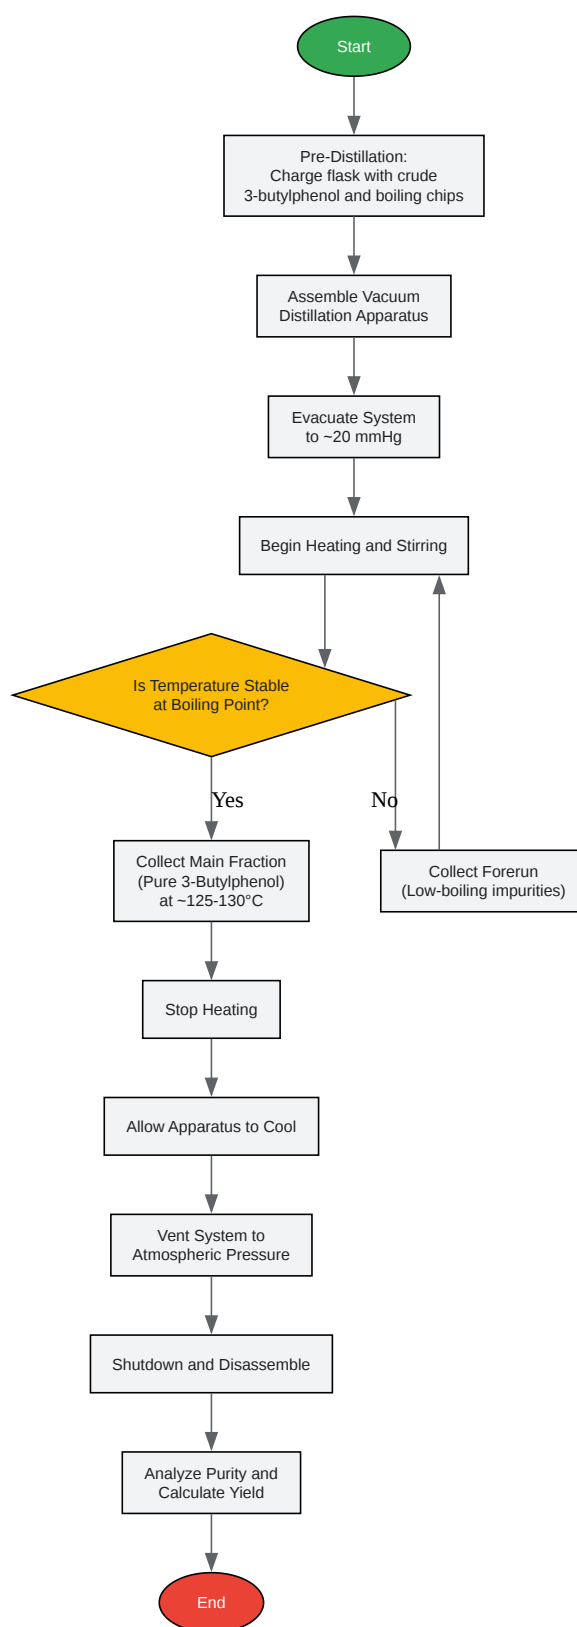 Start
Pre-Distillation:
Charge flask with crude
3-butylphenol and boiling chips
Assemble Vacuum
Distillation Apparatus
Evacuate System
to ~20 mmHg
Begin Heating and Stirring
Is Temperature Stable
at Boiling Point?
Yes
No
Collect Main Fraction
(Pure 3-Butylphenol)
at ~125-130°C
Collect Forerun
(Low-boiling impurities)
Stop Heating
Allow Apparatus to Cool
Vent System to
Atmospheric Pressure
Shutdown and Disassemble
Analyze Purity and
Calculate Yield
End